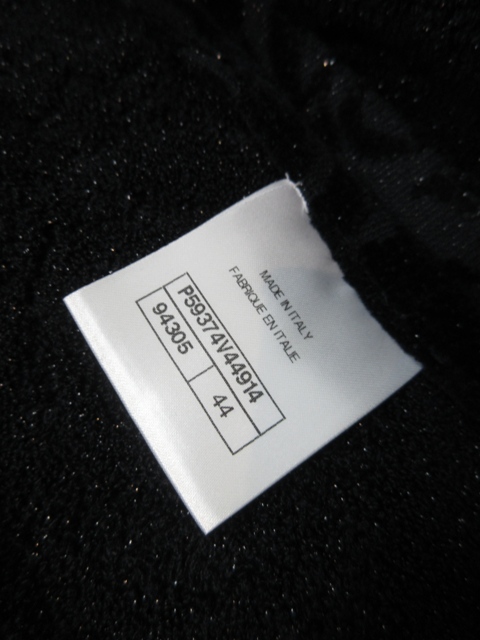 MADE IN ITALY
FABRIQUE EN ITALIE
P59374V44914
94305
44